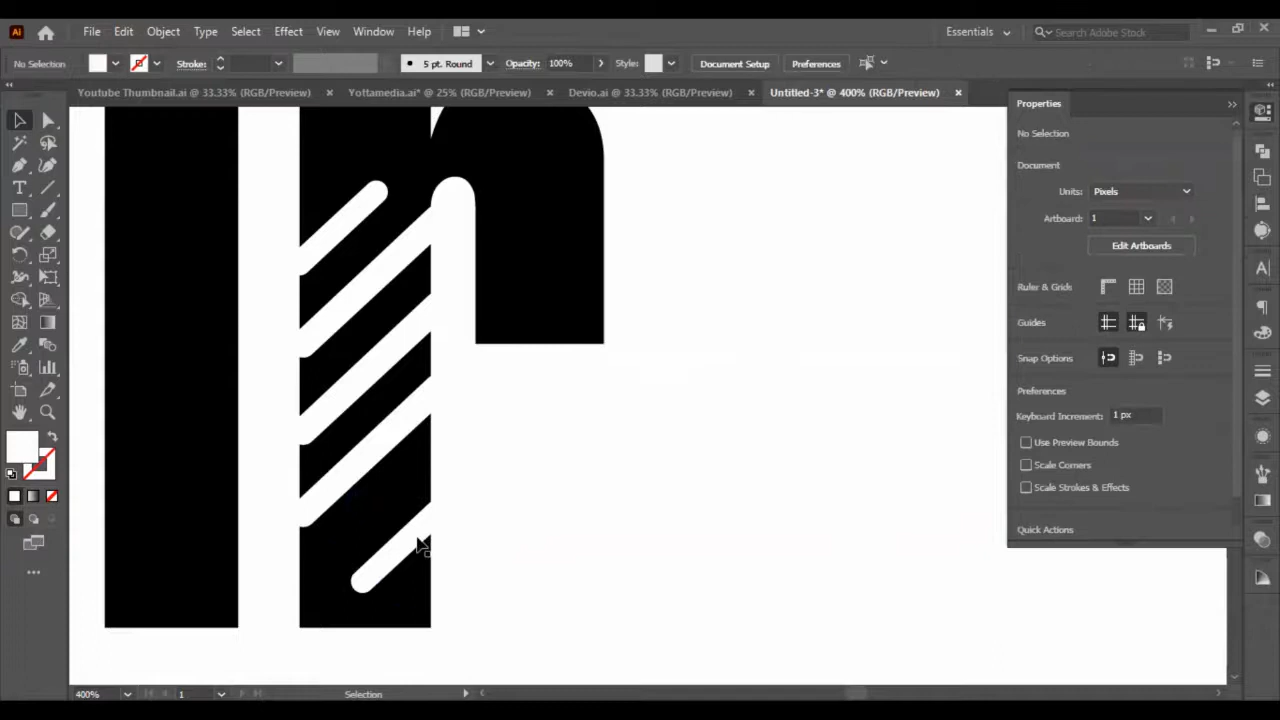 Ai File Edit Object Type Select Effect View Window Help Essentials Search Adobe Stock
No Selection Stroke: 5 pt. Round Opacity: 100% Style: Document Setup Preferences
Youtube Thumbnail.ai @ 33.33% (RGB/Preview) × Yottamedia.ai* @ 25% (RGB/Preview) × Devio.ai @ 33.33% (RGB/Preview) × Untitled-3* @ 400% (RGB/Preview) ×
Properties
No Selection
Document
Units: Pixels
Artboard: 1
Edit Artboards
Ruler & Grids
Guides
Snap Options
Preferences
Keyboard Increment: 1 px
Use Preview Bounds
Scale Corners
Scale Strokes & Effects
Quick Actions
400% 1 Selection